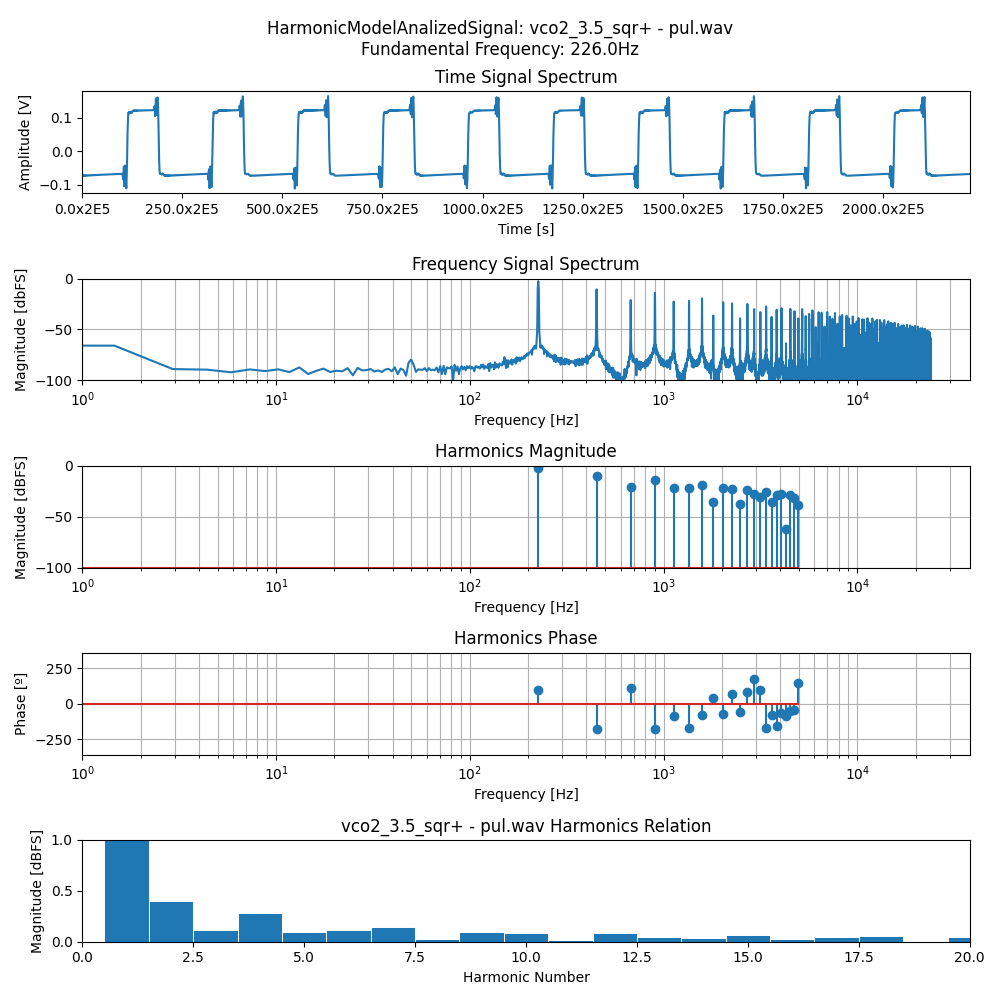 HarmonicModelAnalizedSignal: vco2_3.5_sqr+ - pul.wav
Fundamental Frequency: 226.0Hz
Time Signal Spectrum
Amplitude [V]
0.1
0.0
−0.1
0.0x2E5 250.0x2E5 500.0x2E5 750.0x2E5 1000.0x2E5 1250.0x2E5 1500.0x2E5 1750.0x2E5 2000.0x2E5
Time [s]
Frequency Signal Spectrum
Magnitude [dbFS]
0
−50
−100
10^0 10^1 10^2 10^3 10^4
Frequency [Hz]
Harmonics Magnitude
Magnitude [dBFS]
0
−50
−100
10^0 10^1 10^2 10^3 10^4
Frequency [Hz]
Harmonics Phase
Phase [º]
250
0
−250
10^0 10^1 10^2 10^3 10^4
Frequency [Hz]
vco2_3.5_sqr+ - pul.wav Harmonics Relation
Magnitude [dBFS]
1.0
0.5
0.0
0.0 2.5 5.0 7.5 10.0 12.5 15.0 17.5 20.0
Harmonic Number